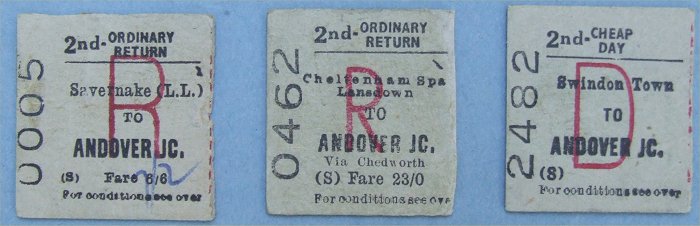 0005
2nd-ORDINARY
RETURN
R
Savernake (L.L.)
TO
ANDOVER JC.
(S) Fare 8/6
For conditions see over
0462
2nd-ORDINARY
RETURN
Cheltenham Spa
Lansdown
R
TO
ANDOVER JC.
Via Chedworth
(S) Fare 23/0
For conditions see over
2482
2nd-CHEAP
DAY
Swindon Town
D
TO
ANDOVER JC.
(S)
For conditions see over